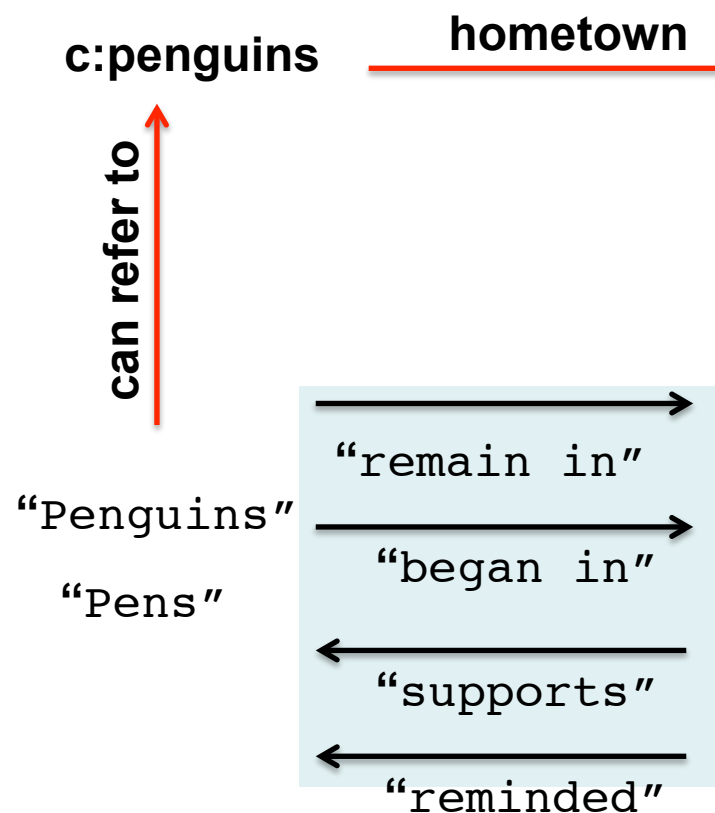 hometown
c:penguins
can refer to
“remain in”
“Penguins”
“began in”
“Pens”
“supports”
“reminded”